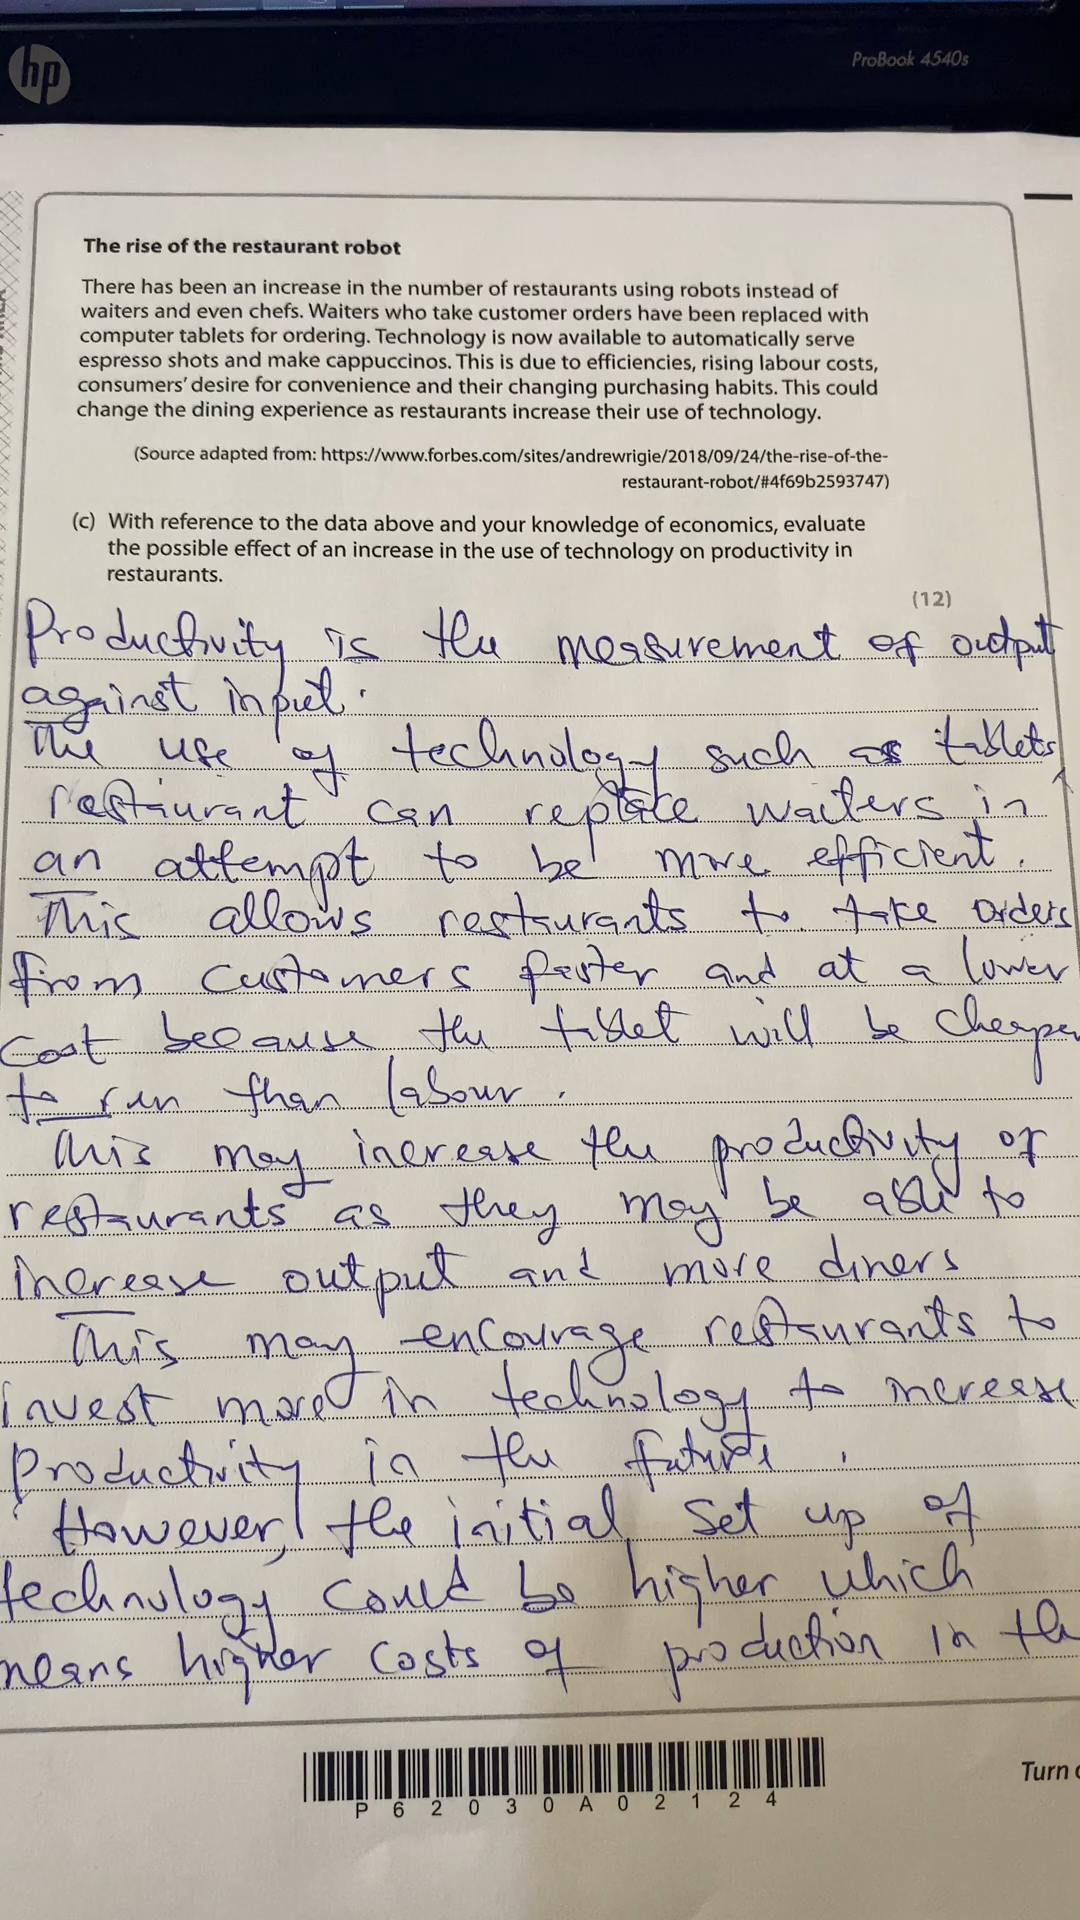 hp
ProBook 4540s
The rise of the restaurant robot
There has been an increase in the number of restaurants using robots instead of
waiters and even chefs. Waiters who take customer orders have been replaced with
computer tablets for ordering. Technology is now available to automatically serve
espresso shots and make cappuccinos. This is due to efficiencies, rising labour costs,
consumers' desire for convenience and their changing purchasing habits. This could
change the dining experience as restaurants increase their use of technology.
(Source adapted from: https://www.forbes.com/sites/andrewrigie/2018/09/24/the-rise-of-the-
restaurant-robot/#4f69b2593747)
(c) With reference to the data above and your knowledge of economics, evaluate
the possible effect of an increase in the use of technology on productivity in
restaurants.
(12)
Productivity is the measurement of output
against input.
The use of technology such as tablets
restaurant can replace waiters in
an attempt to be more efficient.
This allows restaurants to take orders
from customers faster and at a lower
cost because the tablet will be cheaper
to run than labour.
This may increase the productivity of
restaurants as they may be able to
increase output and more diners
This may encourage restaurants to
invest more in technology to increase
productivity in the future.
However, the initial set up of
technology could be higher which
means higher costs of production in the
P62030A02124
Turn